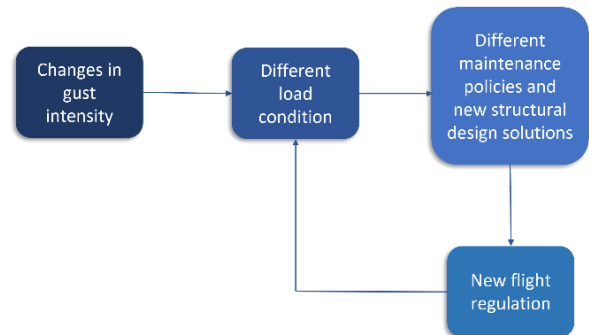 Changes in
gust
intensity
Different
load
condition
Different
maintenance
policies and
new structural
design solutions
New flight
regulation